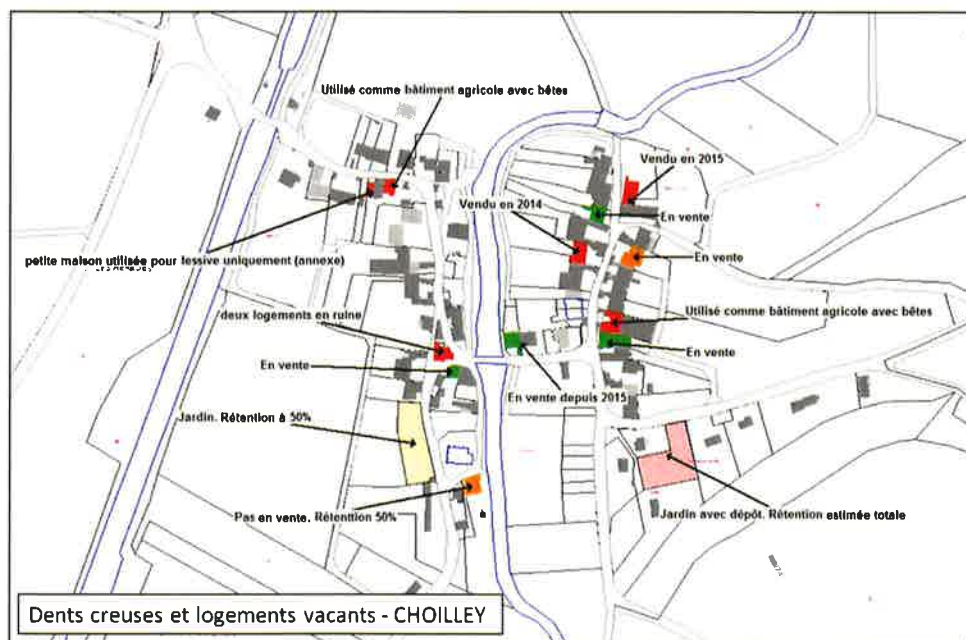 Utilisé comme bâtiment agricole avec bêtes
Vendu en 2015
Vendu en 2014
En vente
petite maison utilisée pour lessive uniquement (annexe)
En vente
deux logements en ruine
Utilisé comme bâtiment agricole avec bêtes
En vente
En vente
En vente depuis 2015
Jardin. Rétention à 50%
Pas en vente. Rétention 50%
à
Jardin avec dépôt. Rétention estimée totale
Dents creuses et logements vacants - CHOILLEY